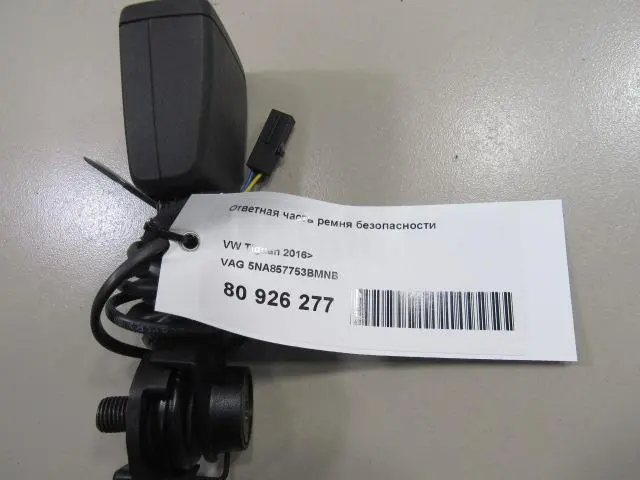 Ответная часть ремня безопасности
VW Tiguan 2016>
VAG 5NA857753BMNB
80 926 277